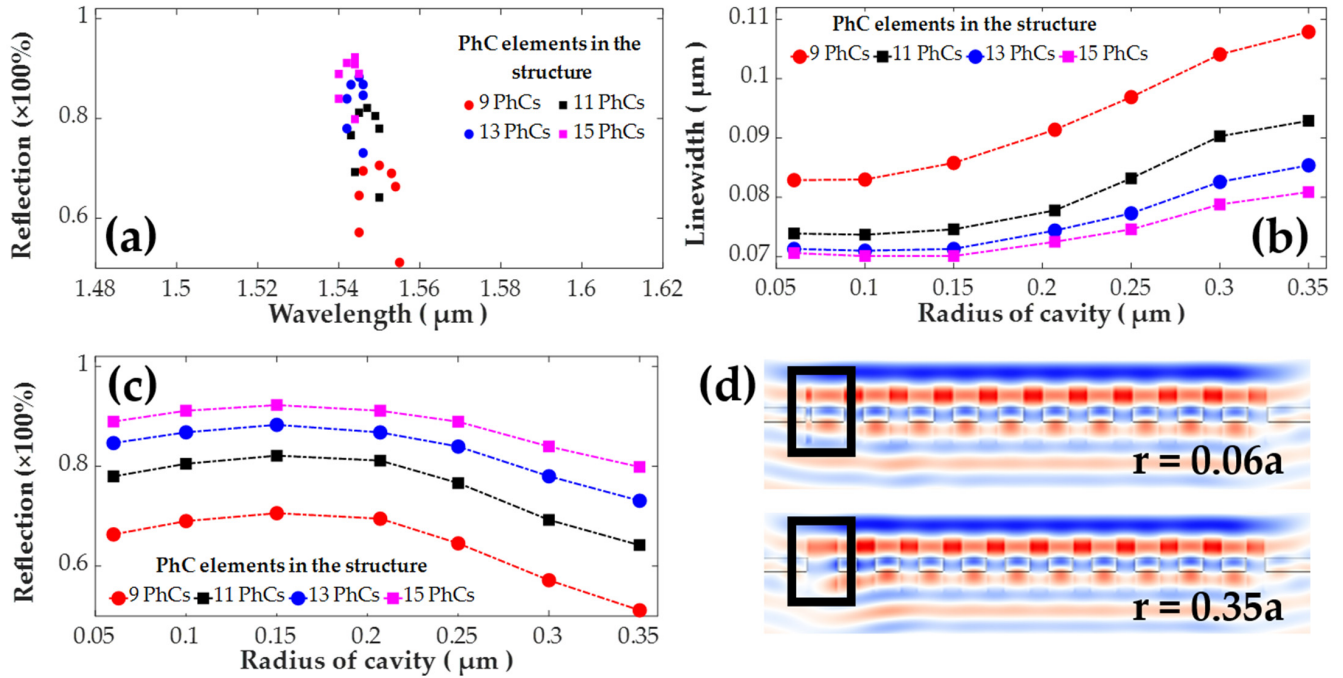 (a)
Reflection (×100%)
1
0.8
0.6
PhC elements in the
structure
9 PhCs
11 PhCs
13 PhCs
15 PhCs
1.48
1.5
1.52
1.54
1.56
1.58
1.6
1.62
Wavelength ( µm )
(b)
Linewidth ( µm )
0.11
0.1
0.09
0.08
0.07
PhC elements in the structure
9 PhCs
11 PhCs
13 PhCs
15 PhCs
0.05
0.1
0.15
0.2
0.25
0.3
0.35
Radius of cavity ( µm )
(c)
Reflection (×100%)
1
0.8
0.6
PhC elements in the structure
9 PhCs
11 PhCs
13 PhCs
15 PhCs
0.05
0.1
0.15
0.2
0.25
0.3
0.35
Radius of cavity ( µm )
(d)
r = 0.06a
r = 0.35a